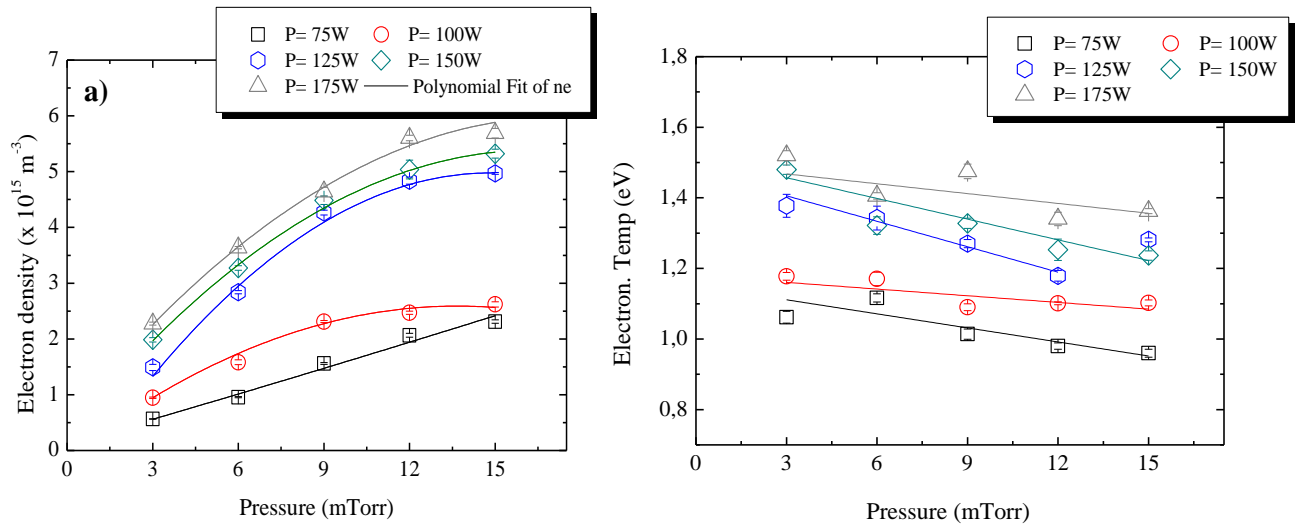 P= 75W P= 100W
P= 125W P= 150W
P= 175W Polynomial Fit of ne
a)
7
6
5
4
3
2
1
0
0 3 6 9 12 15
Electron density (x 10¹⁵ m⁻³)
Pressure (mTorr)
P= 75W P= 100W
P= 125W P= 150W
P= 175W
1,8
1,6
1,4
1,2
1,0
0,8
0 3 6 9 12 15
Electron. Temp (eV)
Pressure (mTorr)